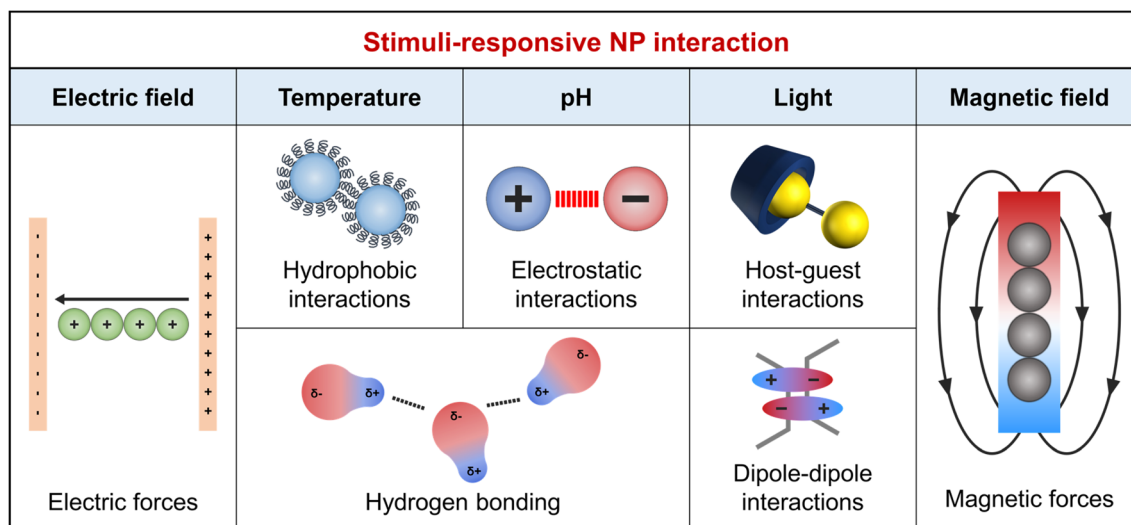 Stimuli-responsive NP interaction
Electric field
Temperature
pH
Light
Magnetic field
- - - - - - - - - -
+ + + + + + + + + +
+ + + +
Electric forces
Hydrophobic
interactions
+ -
Electrostatic
interactions
Host-guest
interactions
δ- δ+
δ- δ+
δ- δ+
Hydrogen bonding
+ -
- +
Dipole-dipole
interactions
Magnetic forces